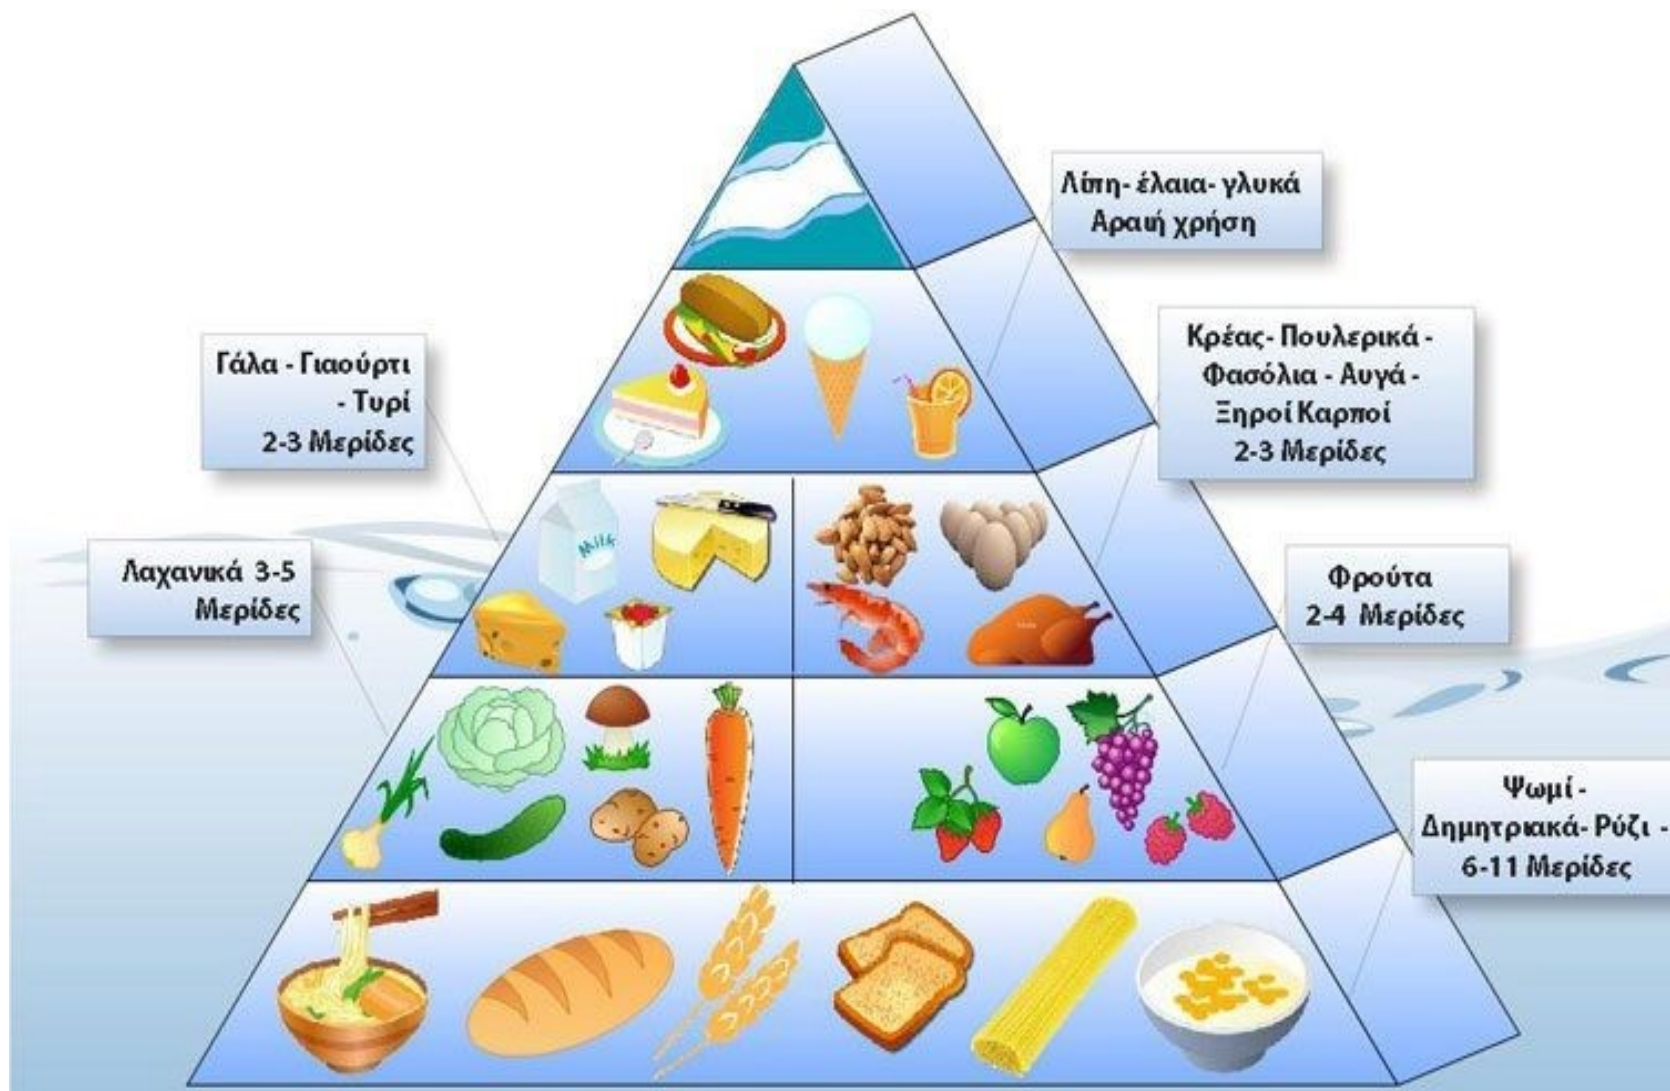 Λίπη- έλαια- γλυκά
Αραιή χρήση
Γάλα - Γιαούρτι
- Τυρί
2-3 Μερίδες
Κρέας- Πουλερικά -
Φασόλια - Αυγά -
Ξηροί Καρποί
2-3 Μερίδες
Milk
Λαχανικά 3-5
Μερίδες
Φρούτα
2-4 Μερίδες
Ψωμί -
Δημητριακά- Ρύζι -
6-11 Μερίδες